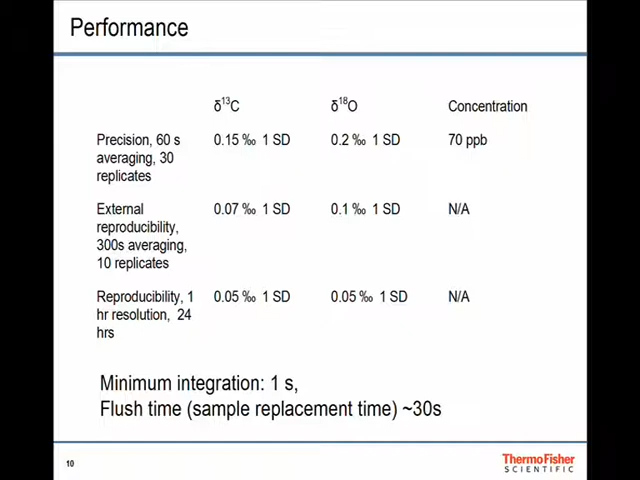 Performance
δ13C δ18O Concentration
Precision, 60 s 0.15 ‰ 1 SD 0.2 ‰ 1 SD 70 ppb
averaging, 30
replicates
External 0.07 ‰ 1 SD 0.1 ‰ 1 SD N/A
reproducibility,
300s averaging,
10 replicates
Reproducibility, 1 0.05 ‰ 1 SD 0.05 ‰ 1 SD N/A
hr resolution, 24
hrs
Minimum integration: 1 s,
Flush time (sample replacement time) ~30s
10
ThermoFisher
SCIENTIFIC